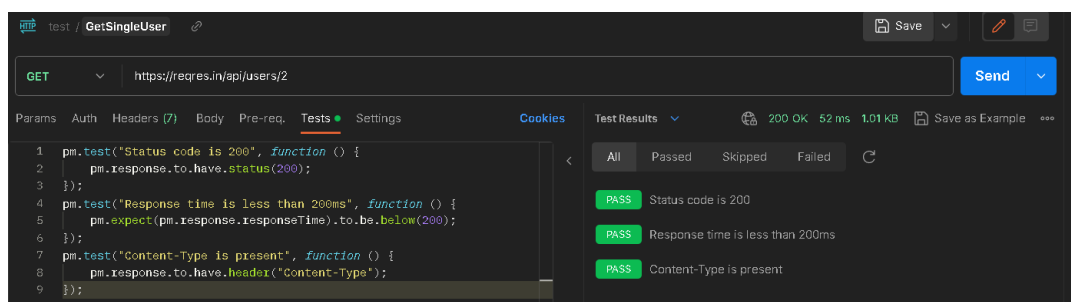 HTTP test / GetSingleUser
Save
GET https://reqres.in/api/users/2 Send
Params Auth Headers (7) Body Pre-req. Tests Settings Cookies
1 pm.test("Status code is 200", function () {
2 pm.response.to.have.status(200);
3 });
4 pm.test("Response time is less than 200ms", function () {
5 pm.expect(pm.response.responseTime).to.be.below(200);
6 });
7 pm.test("Content-Type is present", function () {
8 pm.response.to.have.header("Content-Type");
9 });
Test Results 200 OK 52 ms 1.01 KB Save as Example
All Passed Skipped Failed
PASS Status code is 200
PASS Response time is less than 200ms
PASS Content-Type is present